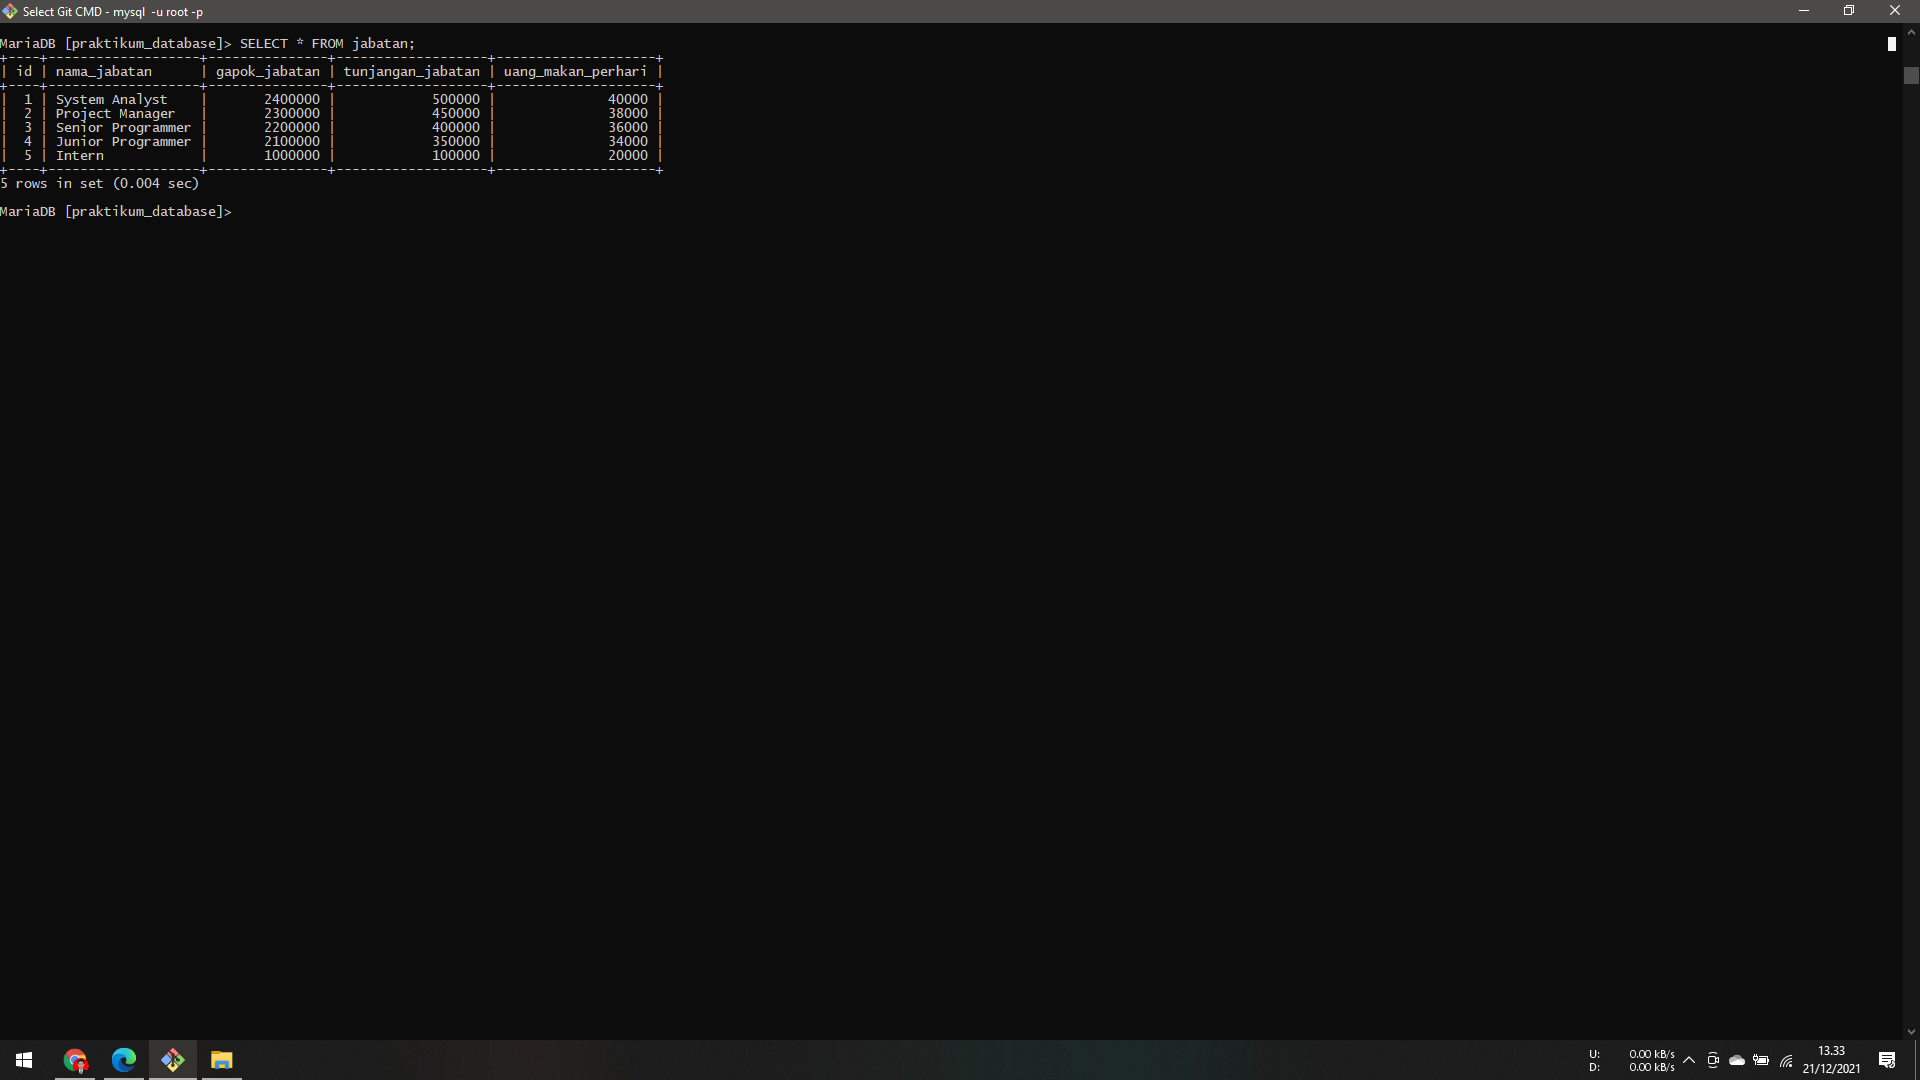 Select Git CMD - mysql  -u root -p
MariaDB [praktikum_database]> SELECT * FROM jabatan;
+----+-------------------+---------------+-------------------+--------------------+
| id | nama_jabatan      | gapok_jabatan | tunjangan_jabatan | uang_makan_perhari |
+----+-------------------+---------------+-------------------+--------------------+
|  1 | System Analyst    |       2400000 |            500000 |              40000 |
|  2 | Project Manager   |       2300000 |            450000 |              38000 |
|  3 | Senior Programmer |       2200000 |            400000 |              36000 |
|  4 | Junior Programmer |       2100000 |            350000 |              34000 |
|  5 | Intern            |       1000000 |            100000 |              20000 |
+----+-------------------+---------------+-------------------+--------------------+
5 rows in set (0.004 sec)
MariaDB [praktikum_database]>
U: 0.00 kB/s
D: 0.00 kB/s
13.33
21/12/2021